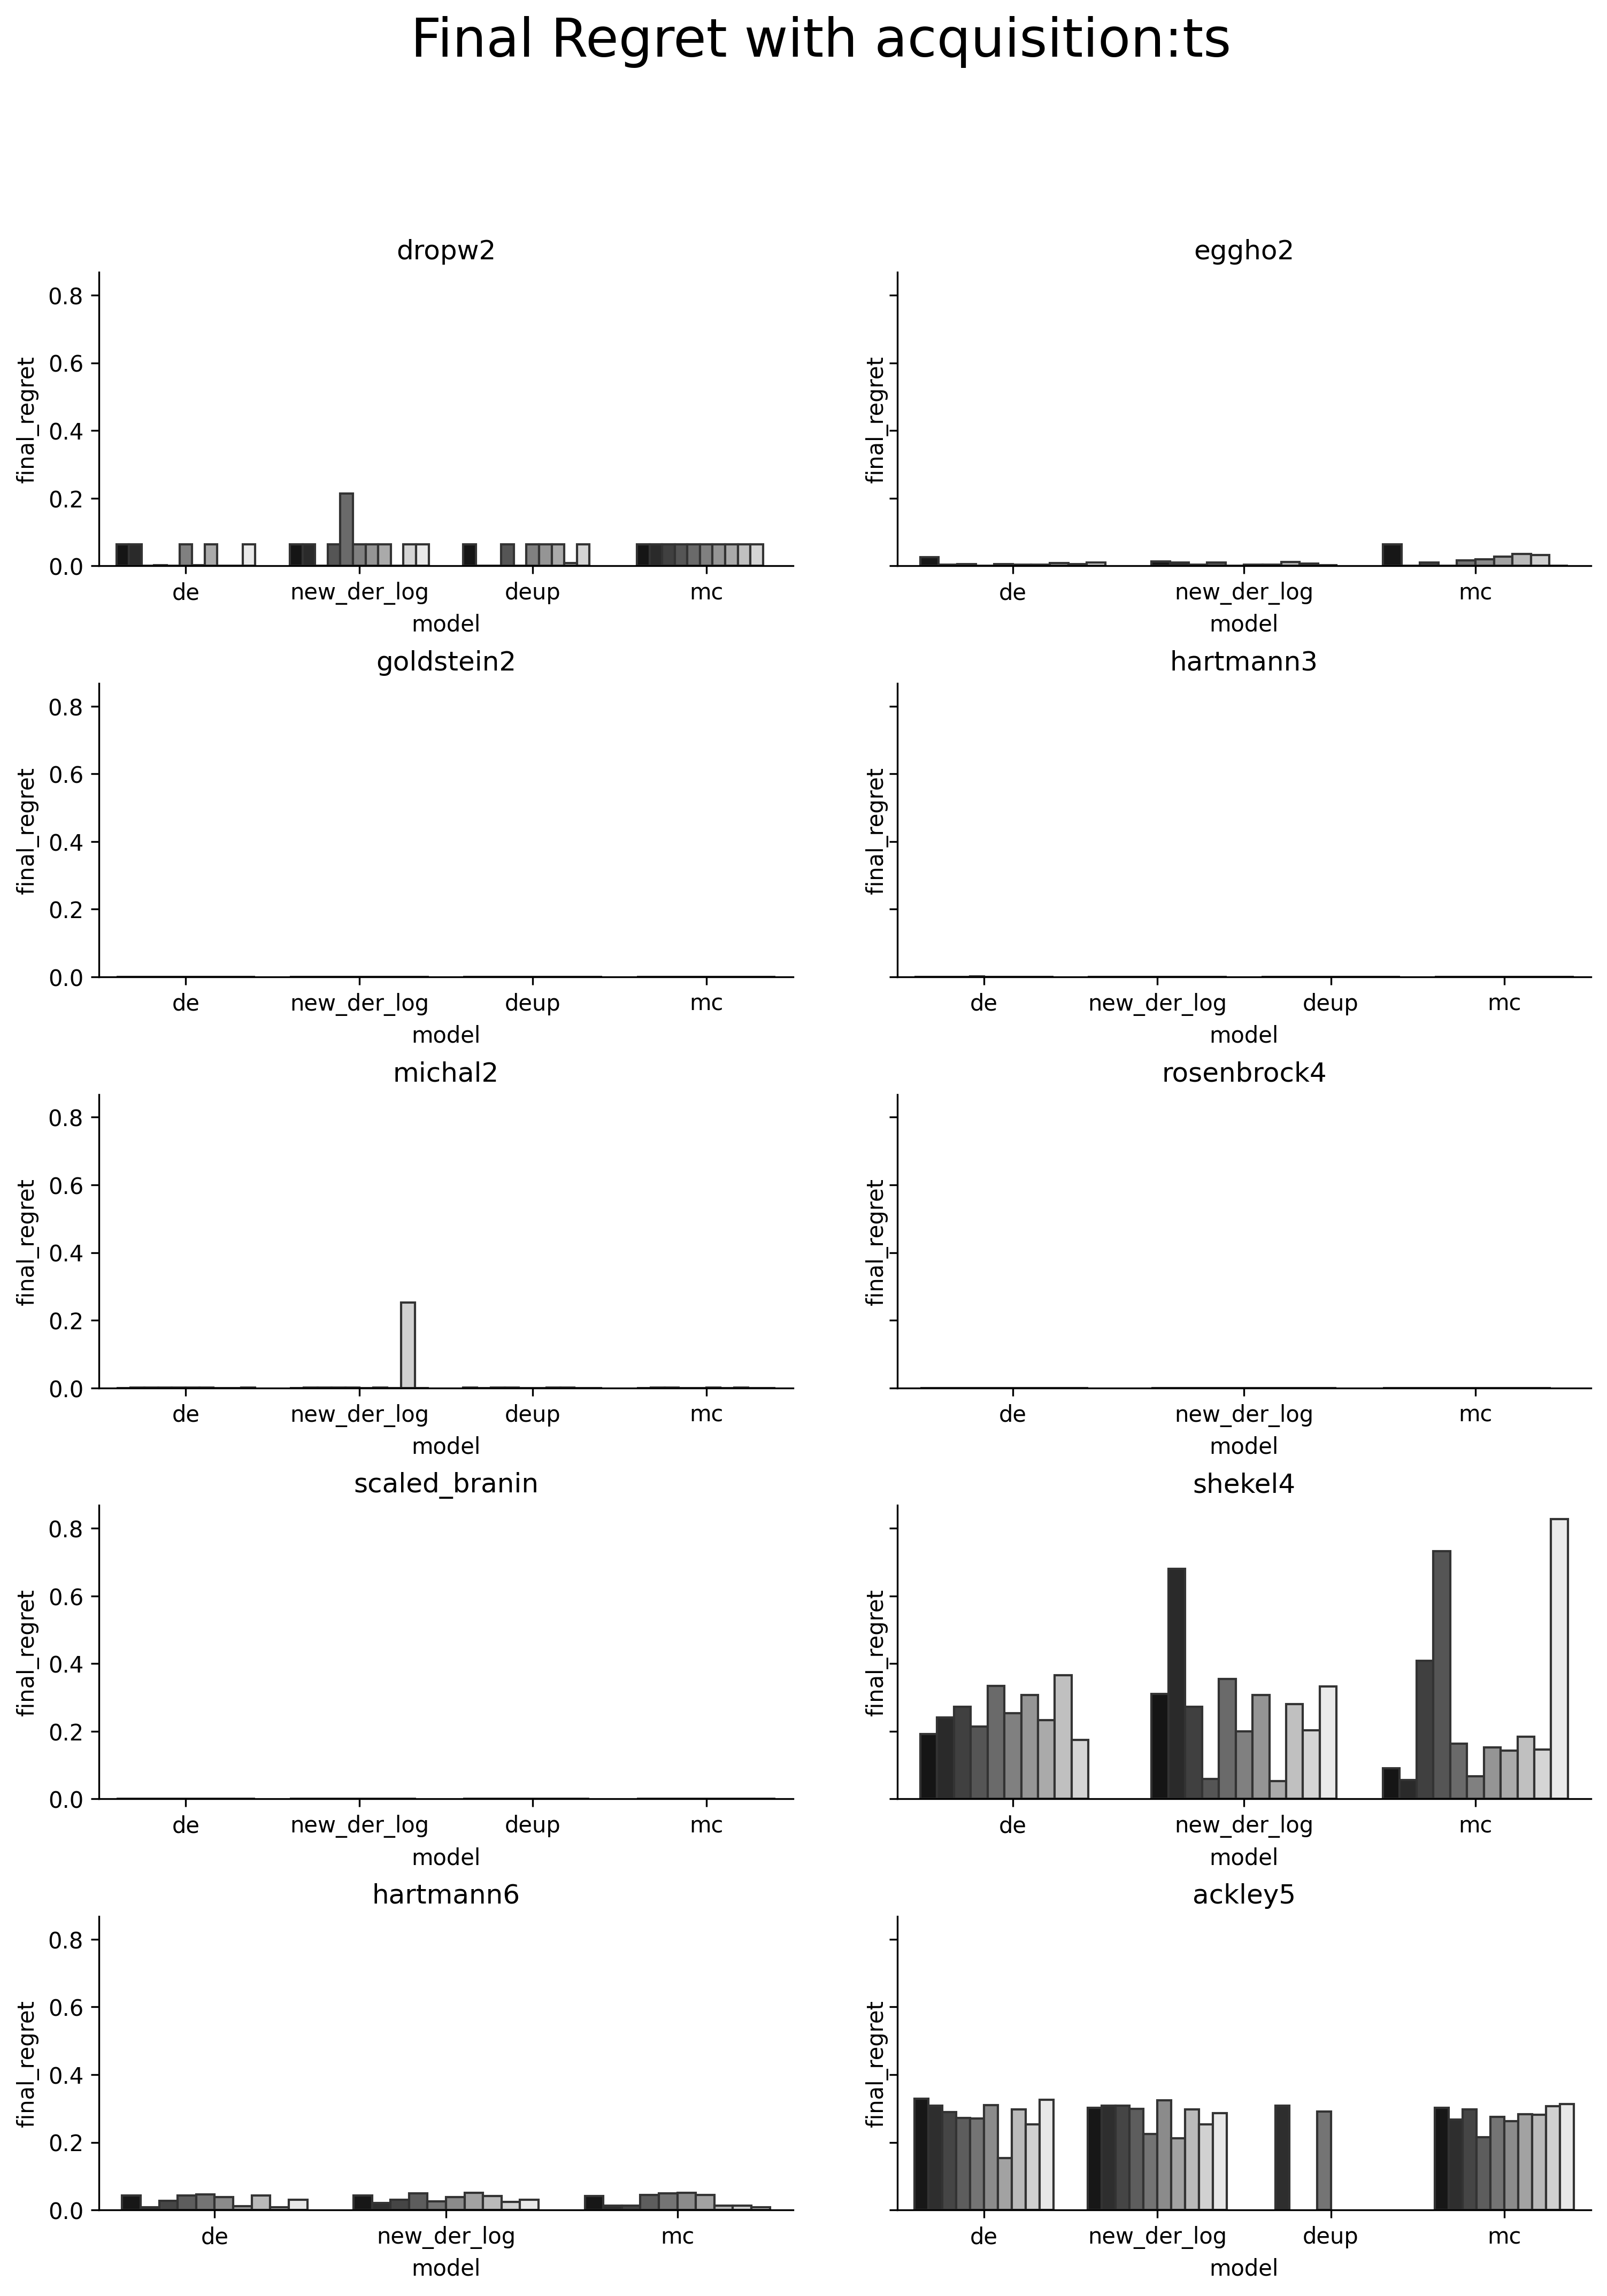 Final Regret with acquisition:ts
dropw2
0.8
0.6
0.4
0.2
0.0
final_regret
de new_der_log deup mc
model
eggho2
final_regret
de new_der_log mc
model
goldstein2
0.8
0.6
0.4
0.2
0.0
final_regret
de new_der_log deup mc
model
hartmann3
final_regret
de new_der_log deup mc
model
michal2
0.8
0.6
0.4
0.2
0.0
final_regret
de new_der_log deup mc
model
rosenbrock4
final_regret
de new_der_log mc
model
scaled_branin
0.8
0.6
0.4
0.2
0.0
final_regret
de new_der_log deup mc
model
shekel4
final_regret
de new_der_log mc
model
hartmann6
0.8
0.6
0.4
0.2
0.0
final_regret
de new_der_log mc
model
ackley5
final_regret
de new_der_log deup mc
model